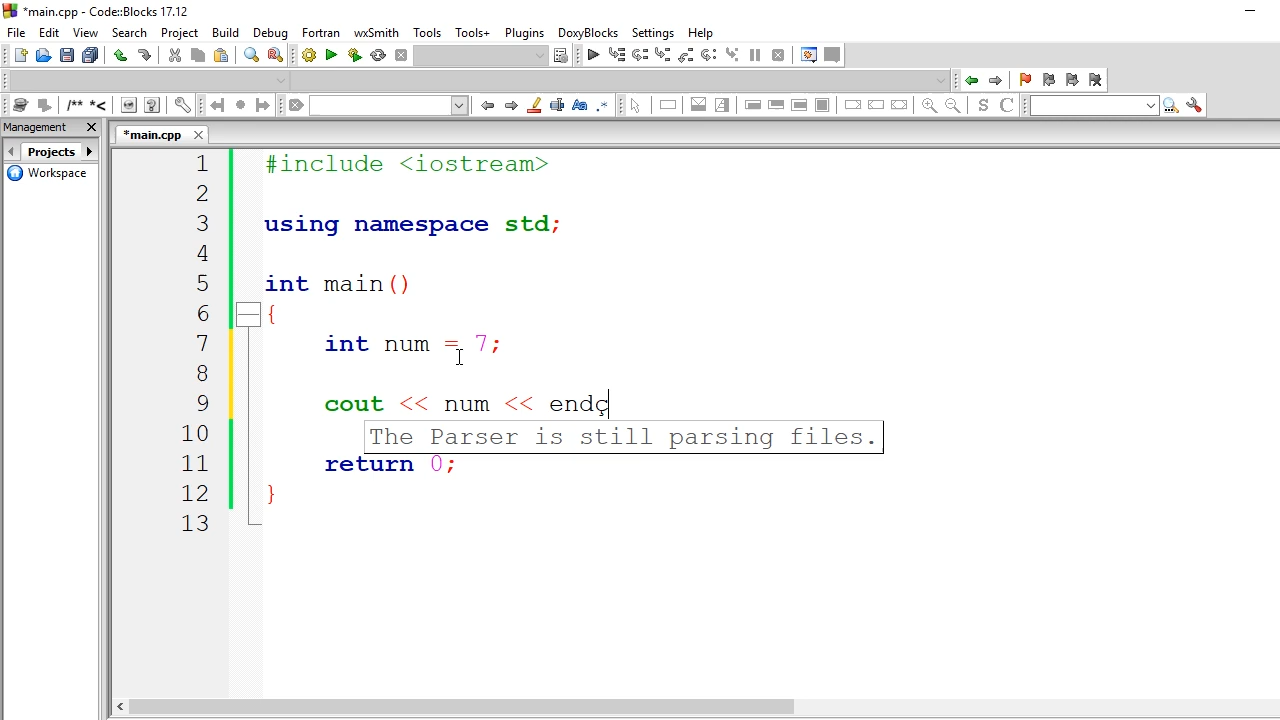 *main.cpp - Code::Blocks 17.12
File Edit View Search Project Build Debug Fortran wxSmith Tools Tools+ Plugins DoxyBlocks Settings Help
/** *<
Aa .*
S C
Management
*main.cpp
Projects
Workspace
1 #include <iostream>
2
3 using namespace std;
4
5 int main()
6 {
7 int num = 7;
8
9 cout << num << endç
10 The Parser is still parsing files.
11 return 0;
12 }
13